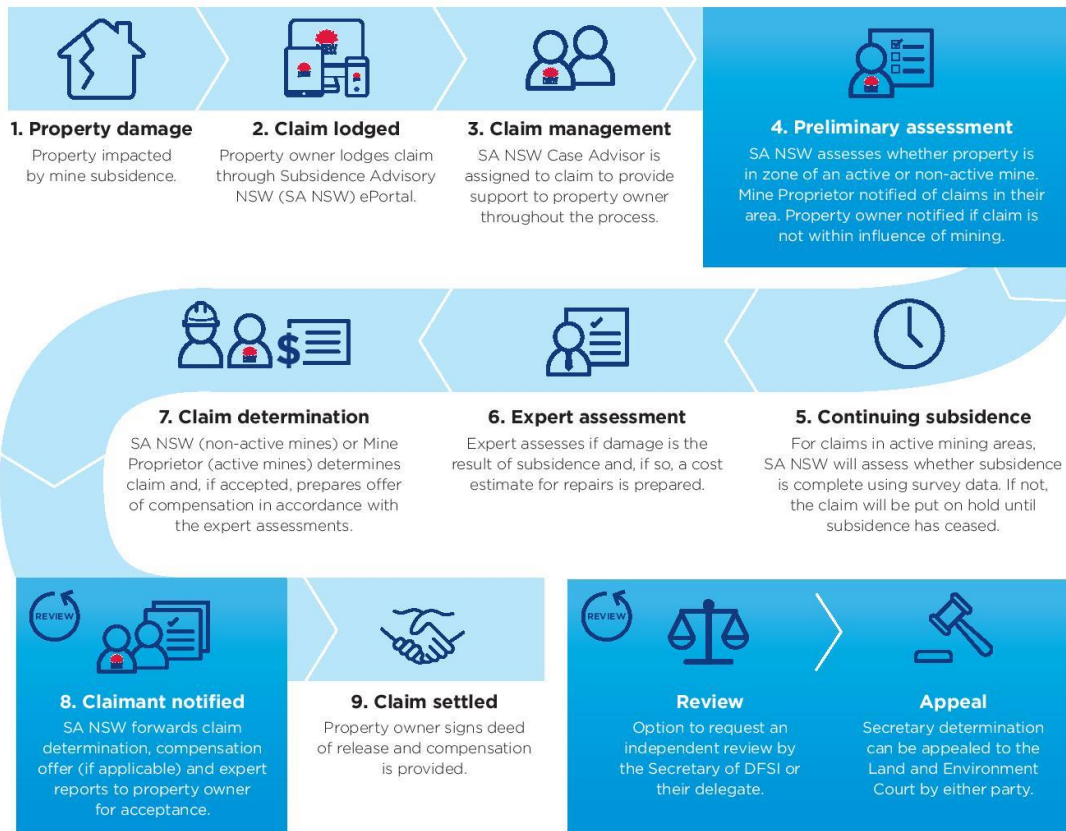 1. Property damage
Property impacted
by mine subsidence.
2. Claim lodged
Property owner lodges claim
through Subsidence Advisory
NSW (SA NSW) ePortal.
3. Claim management
SA NSW Case Advisor is
assigned to claim to provide
support to property owner
throughout the process.
4. Preliminary assessment
SA NSW assesses whether property is
in zone of an active or non-active mine.
Mine Proprietor notified of claims in their
area. Property owner notified if claim is
not within influence of mining.
5. Continuing subsidence
For claims in active mining areas,
SA NSW will assess whether subsidence
is complete using survey data. If not,
the claim will be put on hold until
subsidence has ceased.
6. Expert assessment
Expert assesses if damage is the
result of subsidence and, if so, a cost
estimate for repairs is prepared.
$
7. Claim determination
SA NSW (non-active mines) or Mine
Proprietor (active mines) determines
claim and, if accepted, prepares offer
of compensation in accordance with
the expert assessments.
REVIEW
8. Claimant notified
SA NSW forwards claim
determination, compensation
offer (if applicable) and expert
reports to property owner
for acceptance.
9. Claim settled
Property owner signs deed
of release and compensation
is provided.
REVIEW
Review
Option to request an
independent review by
the Secretary of DFSI or
their delegate.
Appeal
Secretary determination
can be appealed to the
Land and Environment
Court by either party.